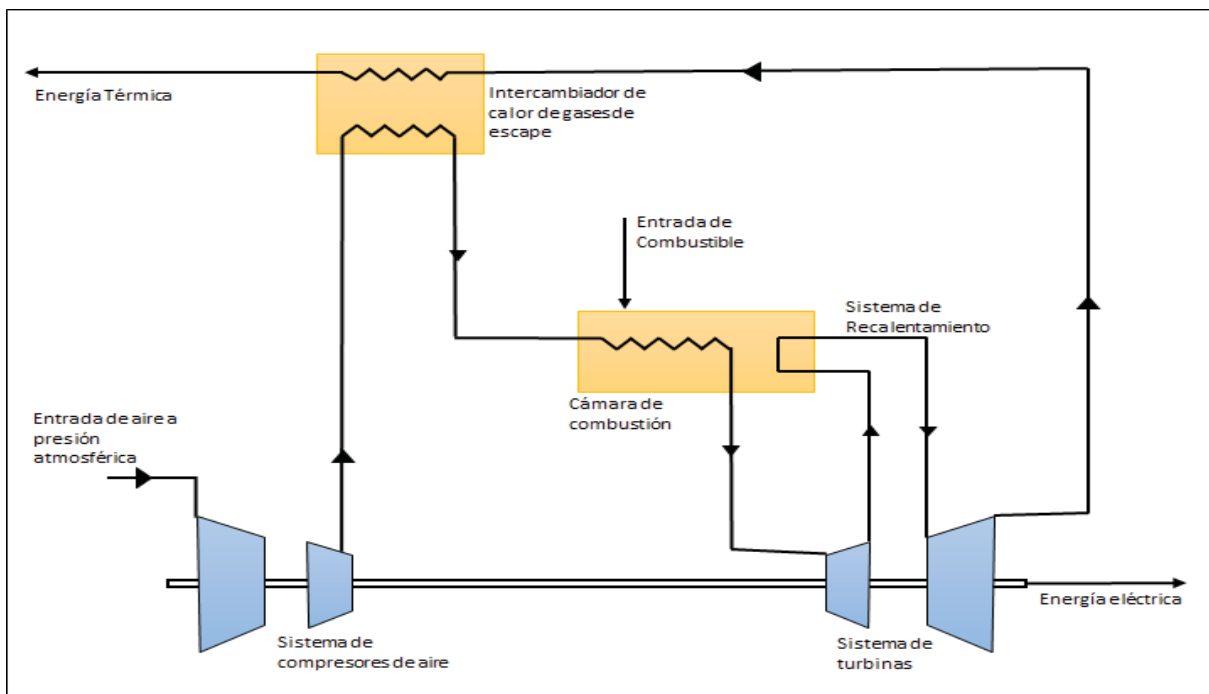 Energía Térmica
Intercambiador de
calor de gases de
escape
Entrada de
Combustible
Sistema de
Recalentamiento
Cámara de
combustión
Entrada de aire a
presión
atmosférica
Energía eléctrica
Sistema de
compresores de aire
Sistema de
turbinas